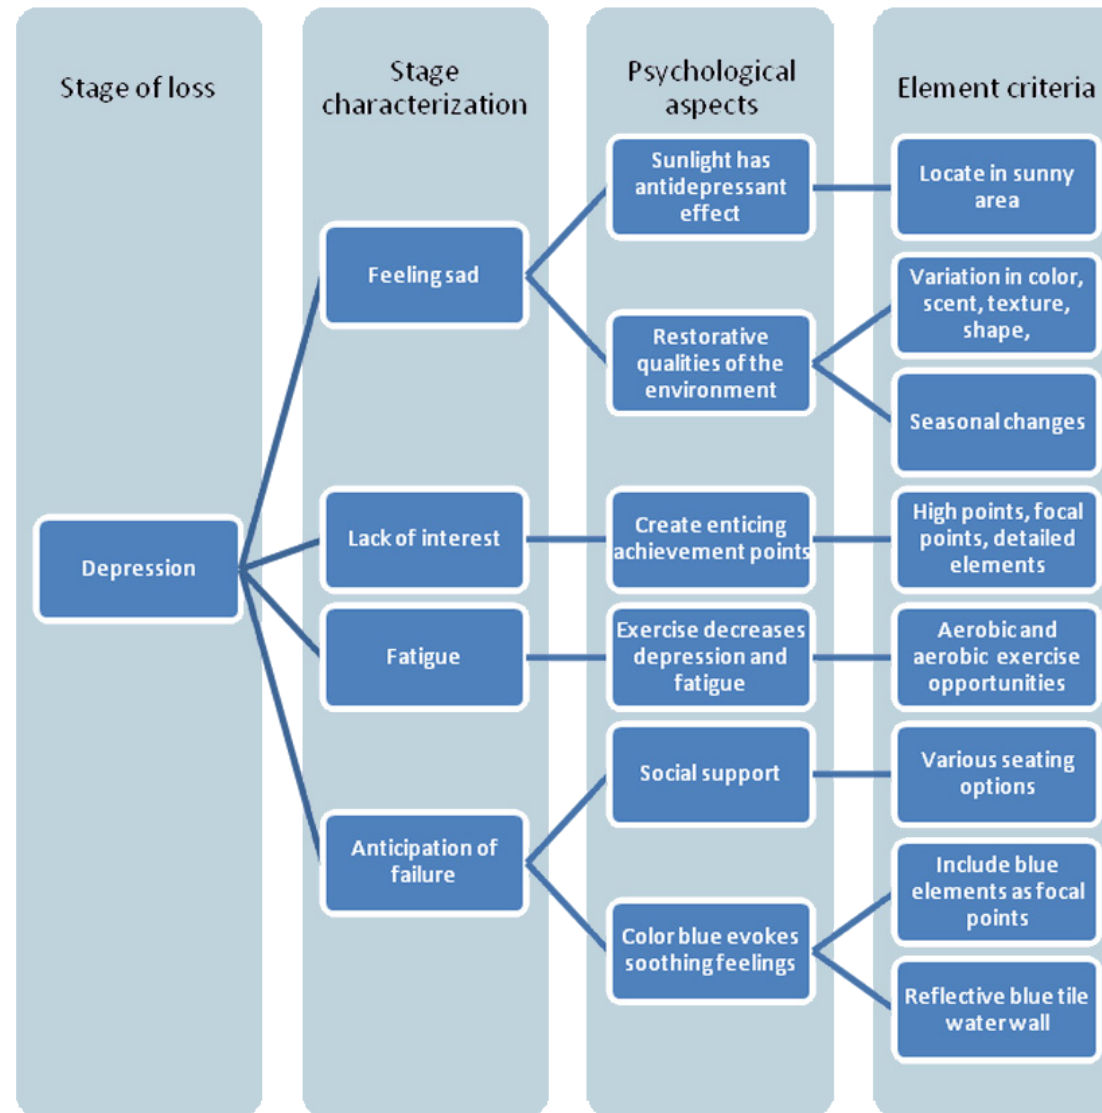 Stage of loss
Stage
characterization
Psychological
aspects
Element criteria
Depression
Feeling sad
Lack of interest
Fatigue
Anticipation of
failure
Sunlight has
antidepressant
effect
Restorative
qualities of the
environment
Create enticing
achievement points
Exercise decreases
depression and
fatigue
Social support
Color blue evokes
soothing feelings
Locate in sunny
area
Variation in color,
scent, texture,
shape,
Seasonal changes
High points, focal
points, detailed
elements
Aerobic and
aerobic exercise
opportunities
Various seating
options
Include blue
elements as focal
points
Reflective blue tile
water wall